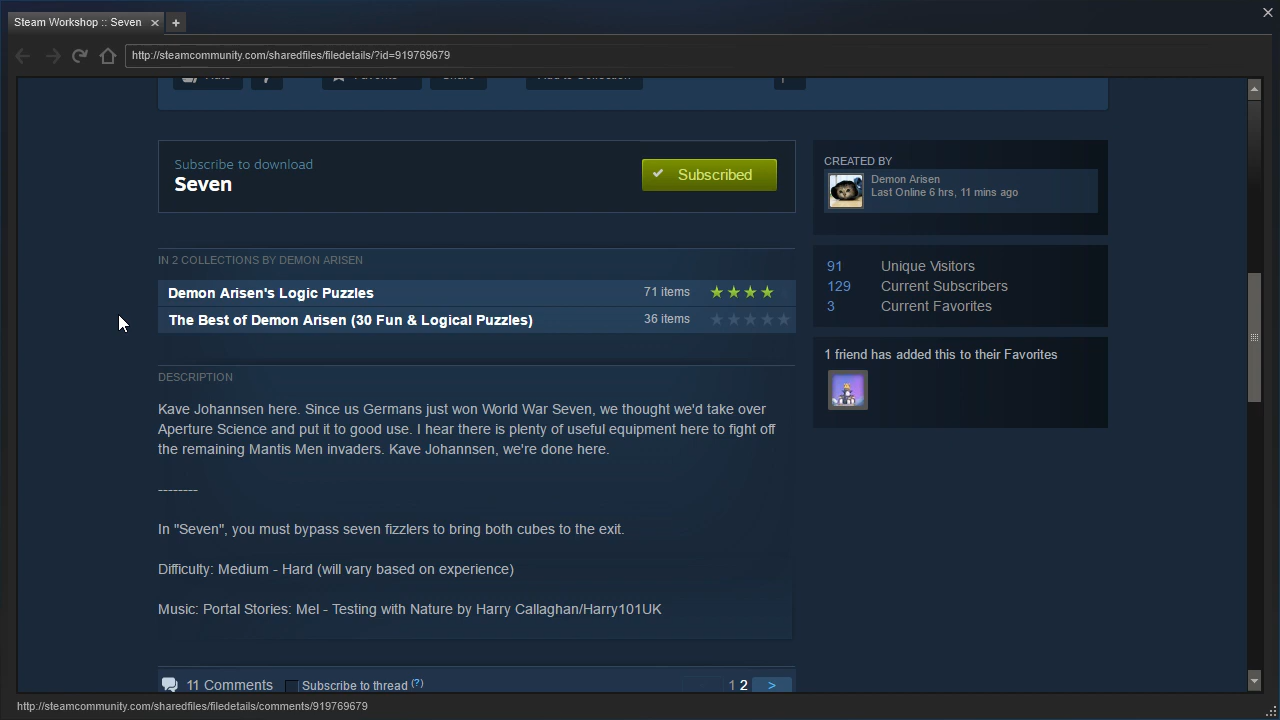 Steam Workshop :: Seven
http://steamcommunity.com/sharedfiles/filedetails/?id=919769679
Subscribe to download
Seven
Subscribed
CREATED BY
Demon Arisen
Last Online 6 hrs, 11 mins ago
91 Unique Visitors
129 Current Subscribers
3 Current Favorites
1 friend has added this to their Favorites
IN 2 COLLECTIONS BY DEMON ARISEN
Demon Arisen's Logic Puzzles 71 items
The Best of Demon Arisen (30 Fun & Logical Puzzles) 36 items
DESCRIPTION
Kave Johannsen here. Since us Germans just won World War Seven, we thought we'd take over
Aperture Science and put it to good use. I hear there is plenty of useful equipment here to fight off
the remaining Mantis Men invaders. Kave Johannsen, we're done here.
--------
In "Seven", you must bypass seven fizzlers to bring both cubes to the exit.
Difficulty: Medium - Hard (will vary based on experience)
Music: Portal Stories: Mel - Testing with Nature by Harry Callaghan/Harry101UK
11 Comments Subscribe to thread (?) 1 2 >
http://steamcommunity.com/sharedfiles/filedetails/comments/919769679